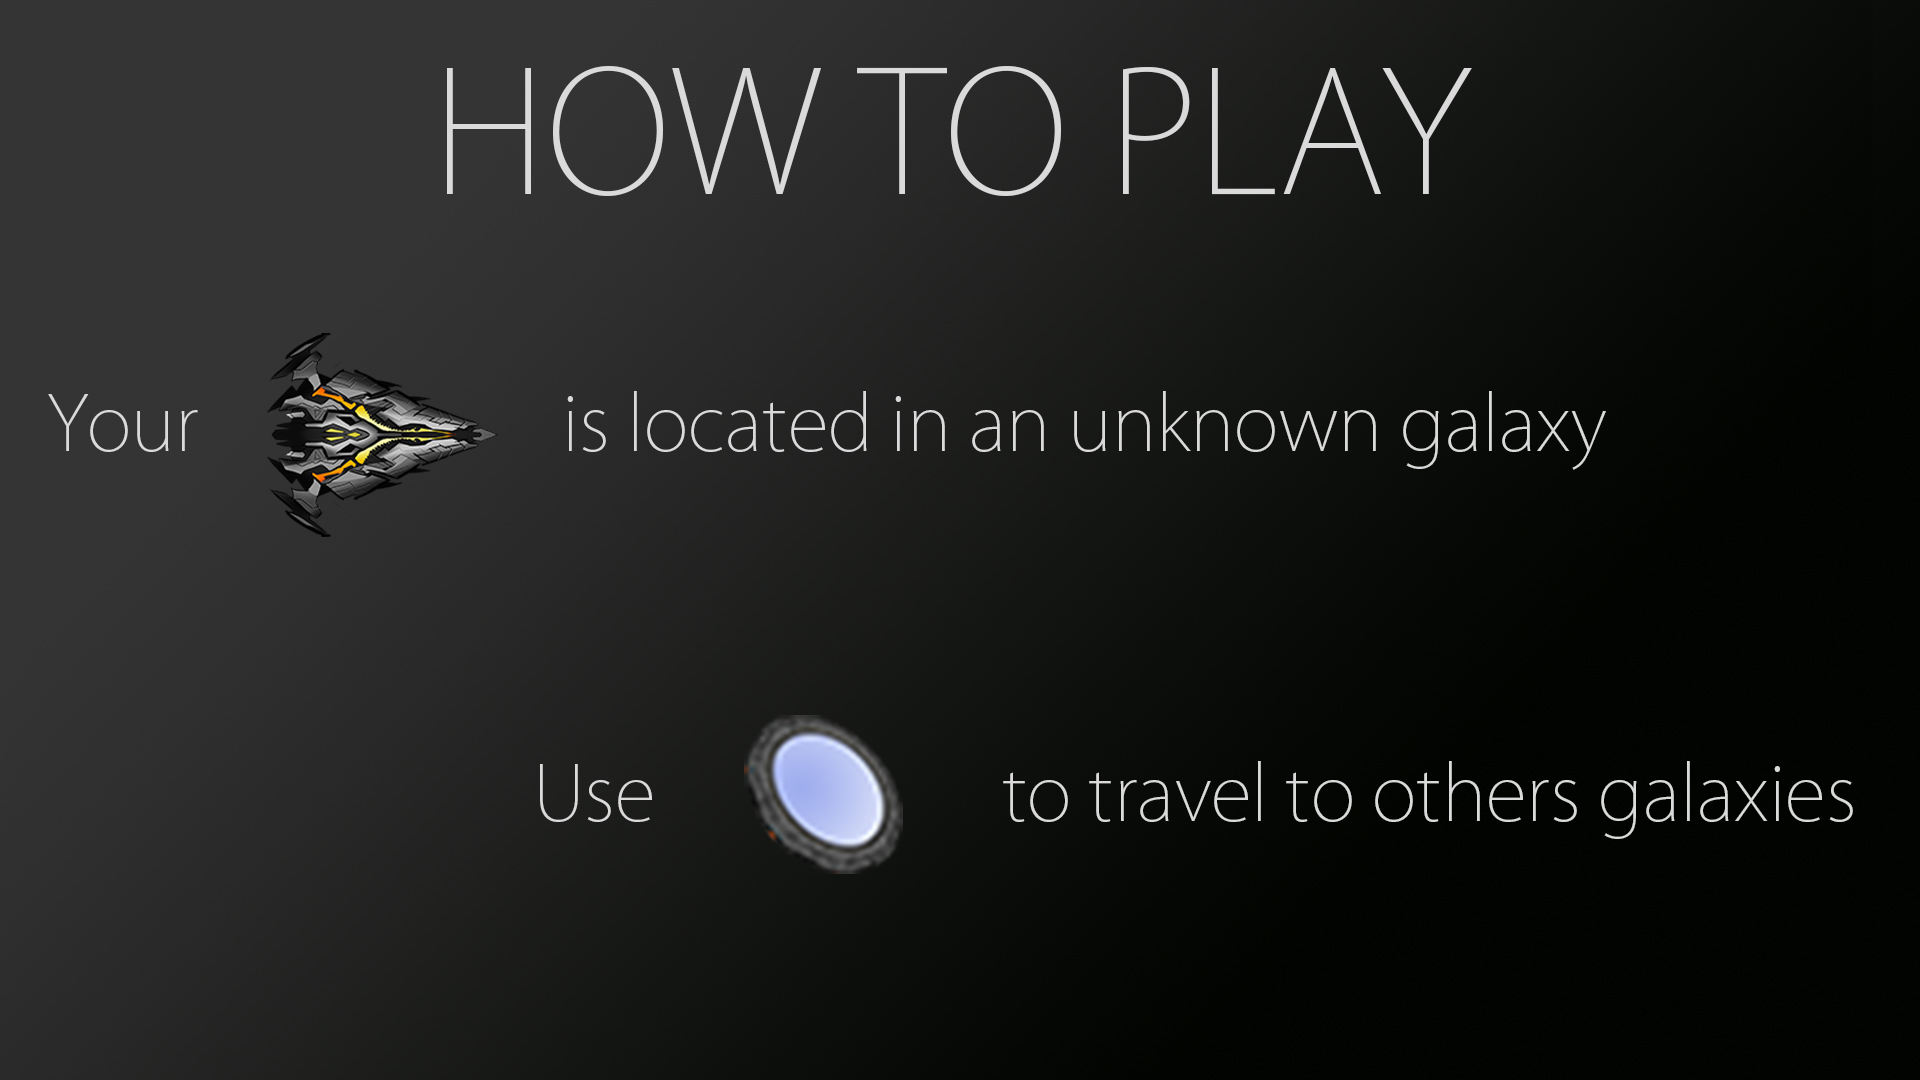 HOW TO PLAY
Your is located in an unknown galaxy
Use to travel to others galaxies